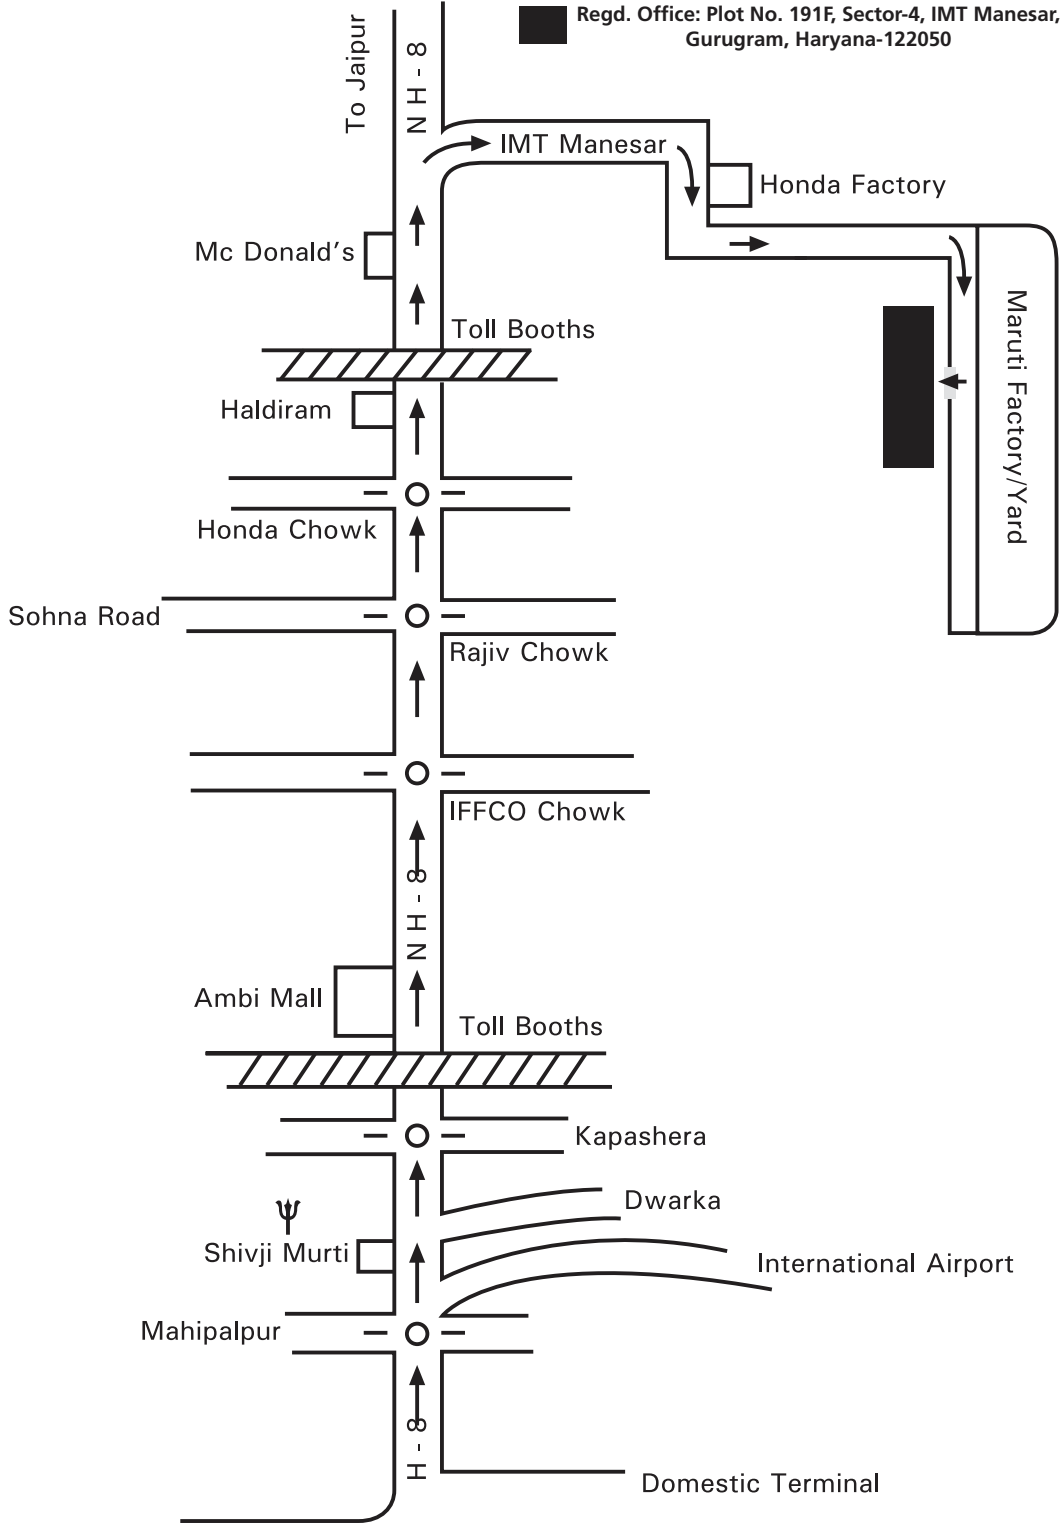 Regd. Office: Plot No. 191F, Sector-4, IMT Manesar,
Gurugram, Haryana-122050
To Jaipur
NH-8
IMT Manesar
Honda Factory
Mc Donald's
Toll Booths
Maruti Factory/Yard
Haldiram
Honda Chowk
Sohna Road
Rajiv Chowk
IFFCO Chowk
NH-8
Ambi Mall
Toll Booths
Kapashera
Dwarka
Shivji Murti
International Airport
Mahipalpur
H-8
Domestic Terminal